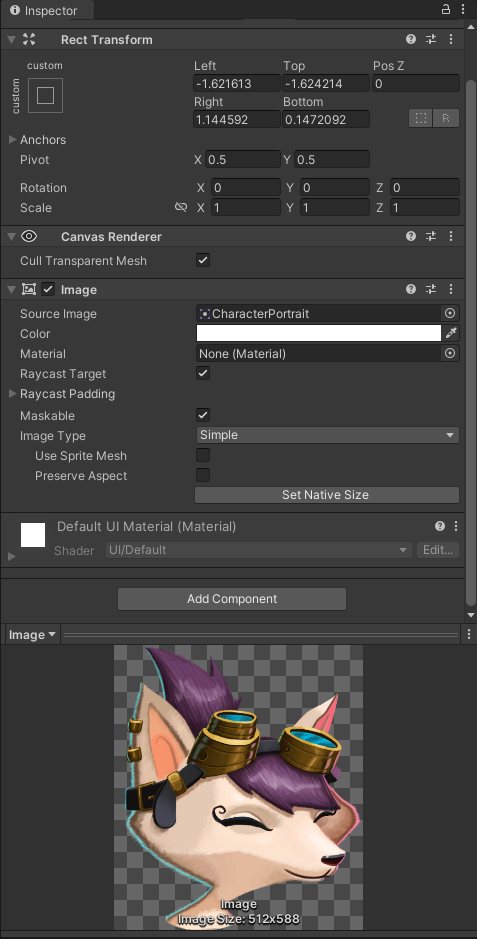 Inspector
Rect Transform
custom
custom
Left Top Pos Z
-1.621613 -1.624214 0
Right Bottom
1.144592 0.1472092
R
Anchors
Pivot X 0.5 Y 0.5
Rotation X 0 Y 0 Z 0
Scale X 1 Y 1 Z 1
Canvas Renderer
Cull Transparent Mesh
Image
Source Image CharacterPortrait
Color
Material None (Material)
Raycast Target
Raycast Padding
Maskable
Image Type Simple
Use Sprite Mesh
Preserve Aspect
Set Native Size
Default UI Material (Material)
Shader UI/Default Edit...
Add Component
Image
Image
Image Size: 512x588